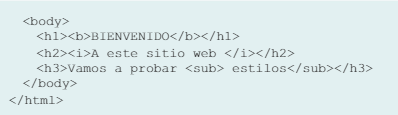 <body>
<h1><b>BIENVENIDO</b></h1>
<h2><i>A este sitio web </i></h2>
<h3>Vamos a probar <sub> estilos</sub></h3>
</body>
</html>